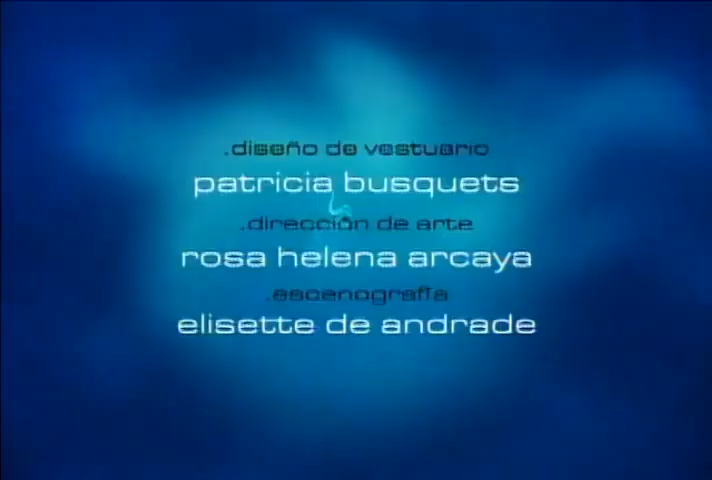 .diseño de vestuario
patricia busquets
.dirección de arte
rosa helena arcaya
.escenografía
elisette de andrade